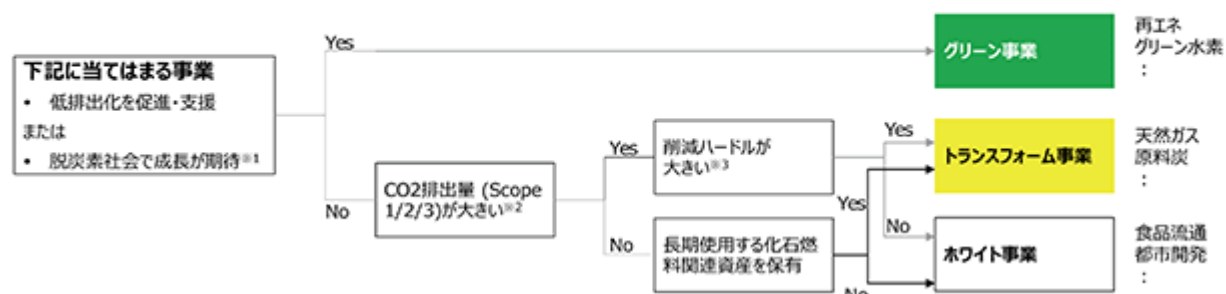 下記に当てはまる事業
• 低排出化を促進・支援
または
• 脱炭素社会で成長が期待※1
Yes
No
CO2排出量 (Scope
1/2/3)が大きい※2
Yes
No
削減ハードルが
大きい※3
長期使用する化石燃
料関連資産を保有
Yes
No
Yes
No
グリーン事業
再エネ
グリーン水素
:
トランスフォーム事業
天然ガス
原料炭
:
ホワイト事業
食品流通
都市開発
: